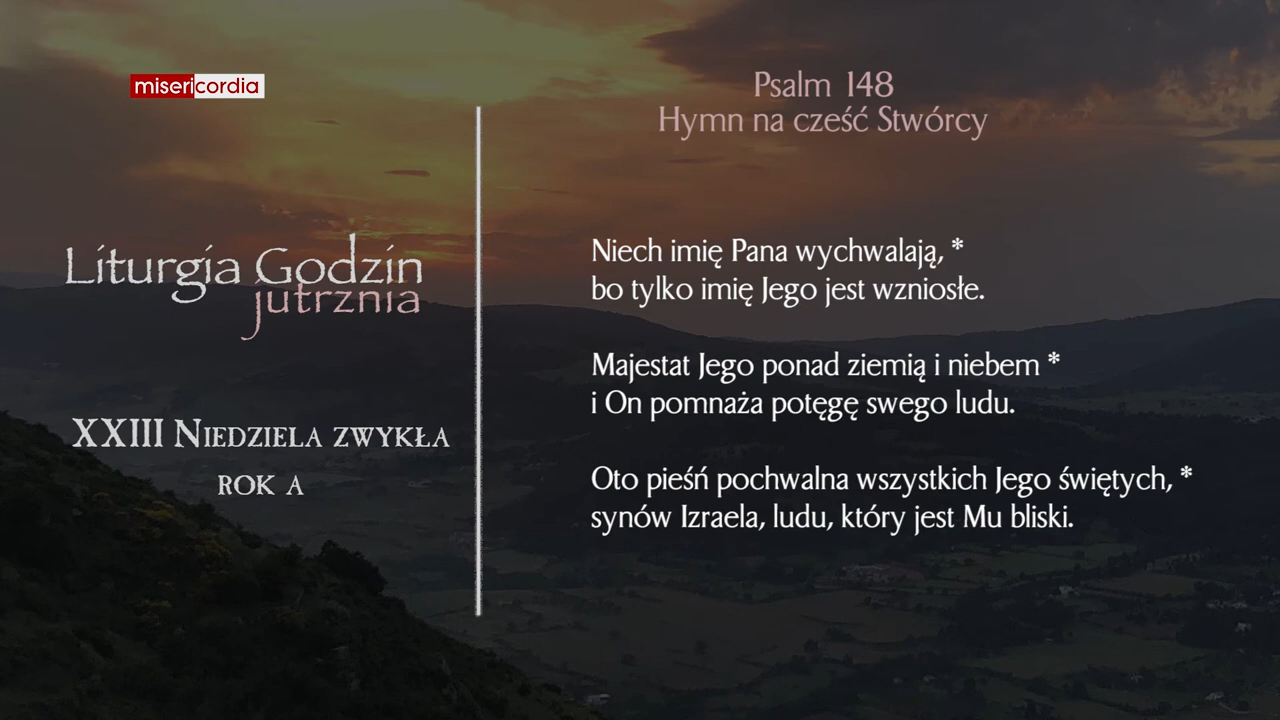 misericordia
Liturgia Godzin
jutrznia
XXIII Niedziela zwykła
rok A
Psalm 148
Hymn na cześć Stwórcy
Niech imię Pana wychwalają, *
bo tylko imię Jego jest wzniosłe.
Majestat Jego ponad ziemią i niebem *
i On pomnaża potęgę swego ludu.
Oto pieśń pochwalna wszystkich Jego świętych, *
synów Izraela, ludu, który jest Mu bliski.